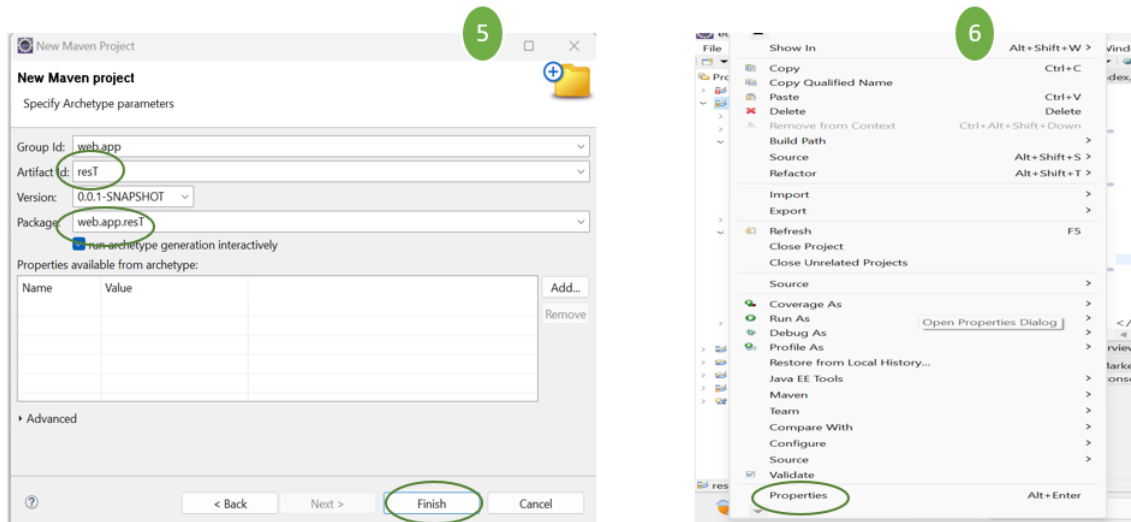 5
New Maven Project
New Maven project
Specify Archetype parameters
Group Id: web.app
Artifact Id: resT
Version: 0.0.1-SNAPSHOT
Package: web.app.resT
run archetype generation interactively
Properties available from archetype:
Name Value
Add...
Remove
Advanced
< Back Next > Finish Cancel
6
File
Show In Alt+Shift+W >
Copy Ctrl+C
Copy Qualified Name
Paste Ctrl+V
Delete Delete
Remove from Context Ctrl+Alt+Shift+Down
Build Path >
Source Alt+Shift+S >
Refactor Alt+Shift+T >
Import >
Export >
Refresh F5
Close Project
Close Unrelated Projects
Source >
Coverage As >
Run As >
Open Properties Dialog
Debug As >
Profile As >
Restore from Local History...
Java EE Tools >
Maven >
Team >
Compare With >
Configure >
Source >
Validate
Properties Alt+Enter